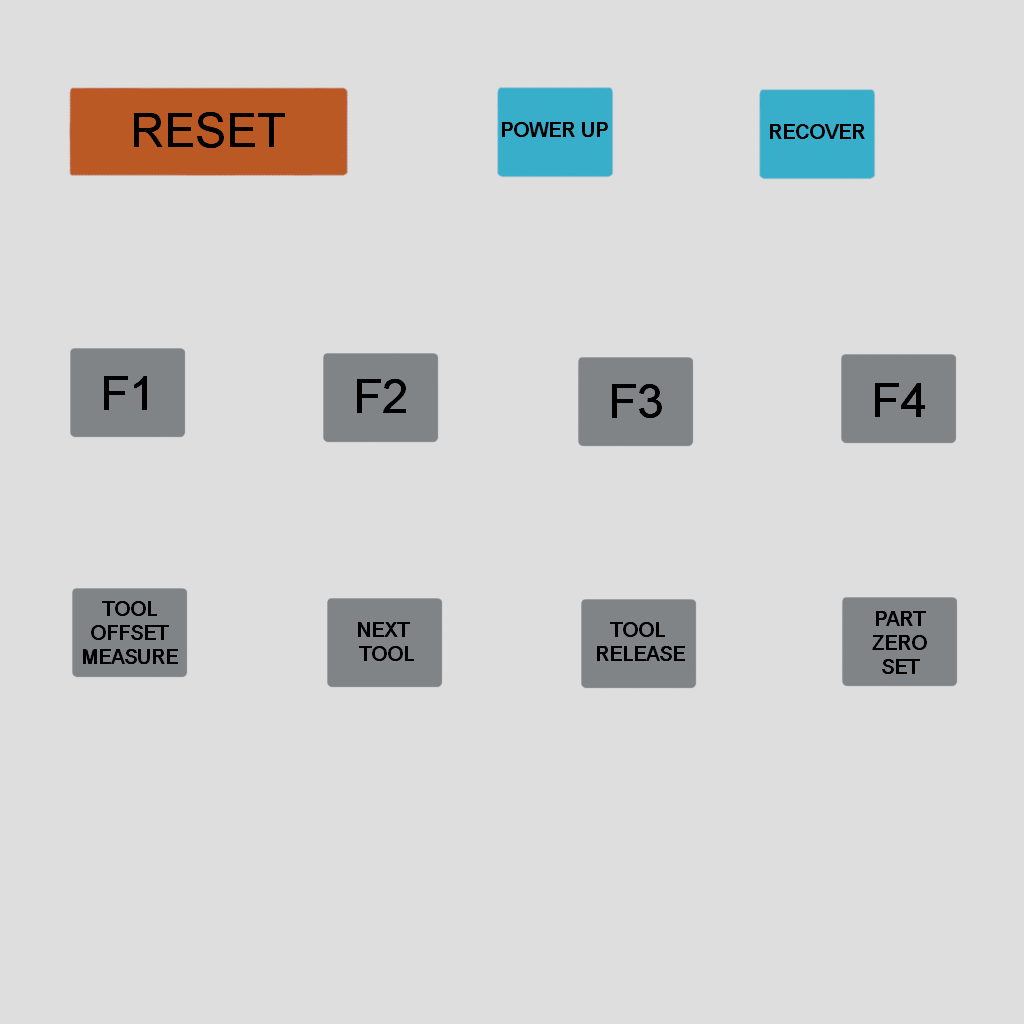 RESET
POWER UP
RECOVER
F1
F2
F3
F4
TOOL
OFFSET
MEASURE
NEXT
TOOL
TOOL
RELEASE
PART
ZERO
SET